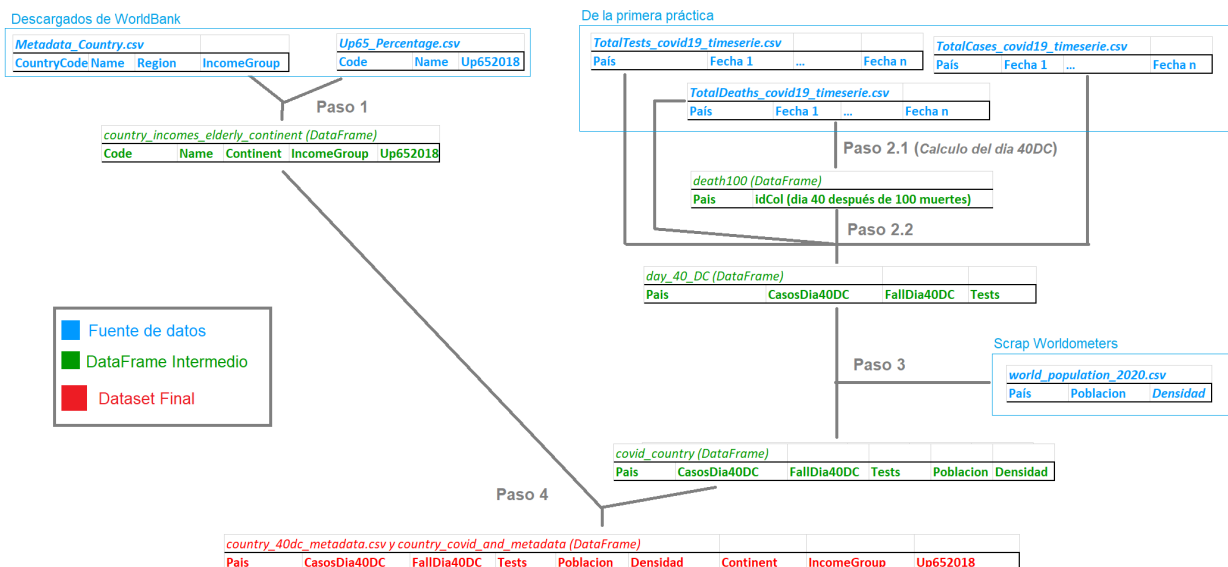 Descargados de WorldBank
Metadata_Country.csv
CountryCode Name Region IncomeGroup
Up65_Percentage.csv
Code Name Up652018
Paso 1
country_incomes_elderly_continent (DataFrame)
Code Name Continent IncomeGroup Up652018
De la primera práctica
TotalTests_covid19_timeserie.csv
País Fecha 1 ... Fecha n
TotalCases_covid19_timeserie.csv
País Fecha 1 ... Fecha n
TotalDeaths_covid19_timeserie.csv
País Fecha 1 ... Fecha n
Paso 2.1 (Calculo del dia 40DC)
death100 (DataFrame)
Pais idCol (dia 40 después de 100 muertes)
Paso 2.2
day_40_DC (DataFrame)
Pais CasosDia40DC FallDia40DC Tests
Fuente de datos
DataFrame Intermedio
Dataset Final
Paso 3
Scrap Worldometers
world_population_2020.csv
País Poblacion Densidad
covid_country (DataFrame)
Pais CasosDia40DC FallDia40DC Tests Poblacion Densidad
Paso 4
country_40dc_metadata.csv y country_covid_and_metadata (DataFrame)
Pais CasosDia40DC FallDia40DC Tests Poblacion Densidad Continent IncomeGroup Up652018